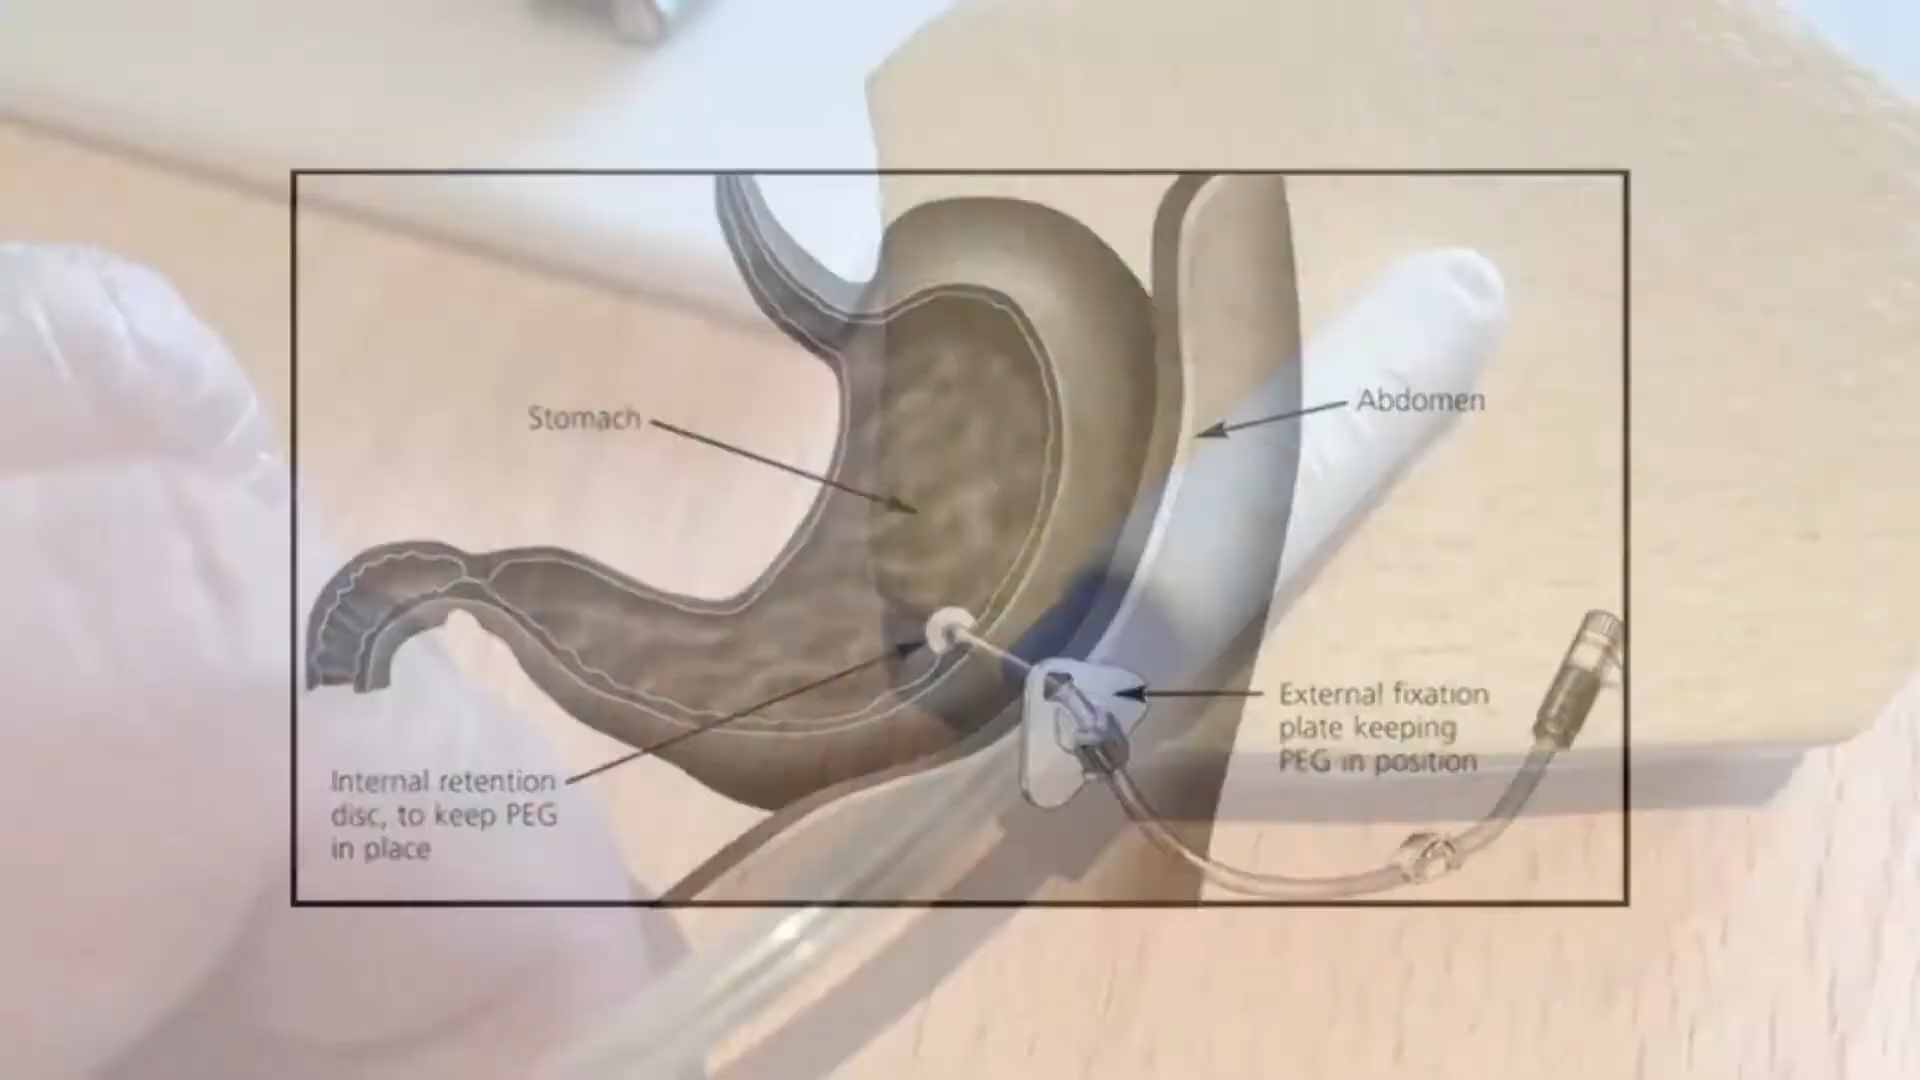 Stomach
Abdomen
External fixation
plate keeping
PEG in position
Internal retention
disc, to keep PEG
in place